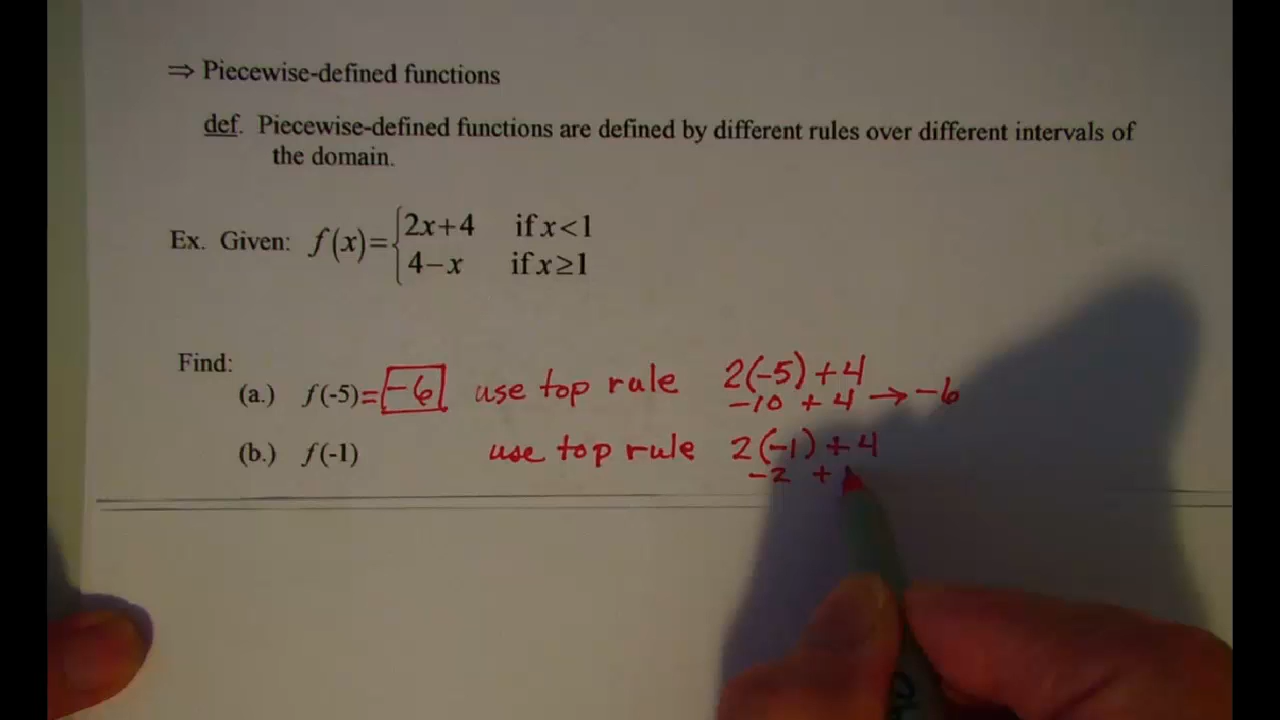 ⇒ Piecewise-defined functions
def. Piecewise-defined functions are defined by different rules over different intervals of
the domain.
Ex. Given: f(x)={2x+4 if x<1
4−x if x≥1
Find:
(a.) f(-5)=-6 use top rule 2(-5)+4
-10 + 4 → -6
(b.) f(-1) use top rule 2(-1)+4
-2 +